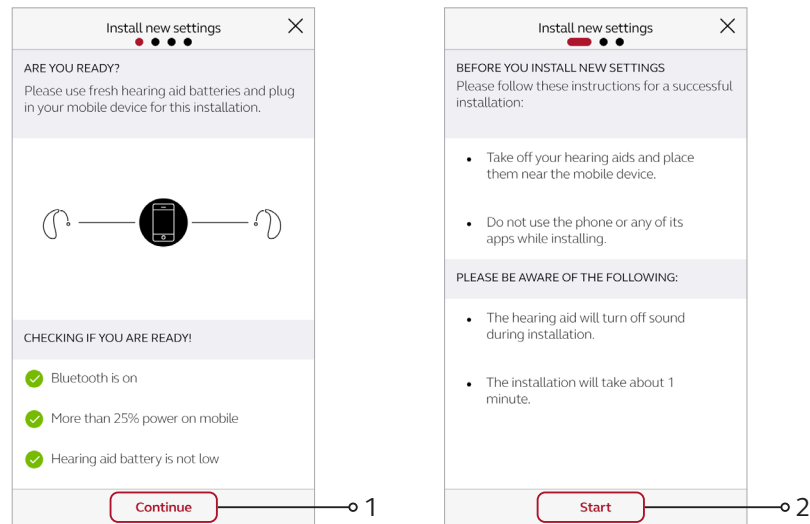 Install new settings
ARE YOU READY?
Please use fresh hearing aid batteries and plug
in your mobile device for this installation.
CHECKING IF YOU ARE READY!
Bluetooth is on
More than 25% power on mobile
Hearing aid battery is not low
Continue
1
Install new settings
BEFORE YOU INSTALL NEW SETTINGS
Please follow these instructions for a successful
installation:
• Take off your hearing aids and place
them near the mobile device.
• Do not use the phone or any of its
apps while installing.
PLEASE BE AWARE OF THE FOLLOWING:
• The hearing aid will turn off sound
during installation.
• The installation will take about 1
minute.
Start
2